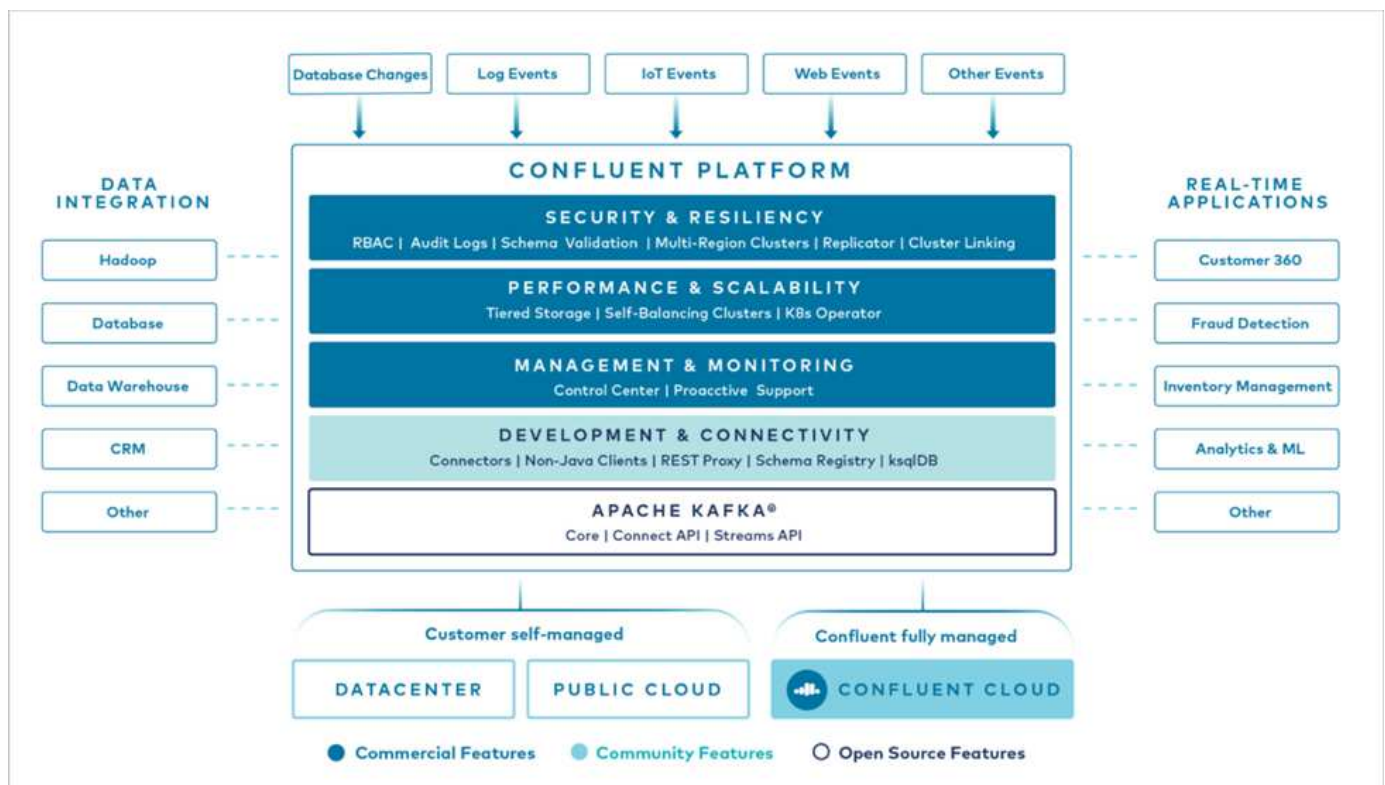 Database Changes
Log Events
IoT Events
Web Events
Other Events
DATA
INTEGRATION
Hadoop
Database
Data Warehouse
CRM
Other
CONFLUENT PLATFORM
SECURITY & RESILIENCY
RBAC | Audit Logs | Schema Validation | Multi-Region Clusters | Replicator | Cluster Linking
PERFORMANCE & SCALABILITY
Tiered Storage | Self-Balancing Clusters | K8s Operator
MANAGEMENT & MONITORING
Control Center | Proacctive Support
DEVELOPMENT & CONNECTIVITY
Connectors | Non-Java Clients | REST Proxy | Schema Registry | ksqlDB
APACHE KAFKA®
Core | Connect API | Streams API
REAL-TIME
APPLICATIONS
Customer 360
Fraud Detection
Inventory Management
Analytics & ML
Other
Customer self-managed
Confluent fully managed
DATACENTER
PUBLIC CLOUD
CONFLUENT CLOUD
Commercial Features
Community Features
Open Source Features